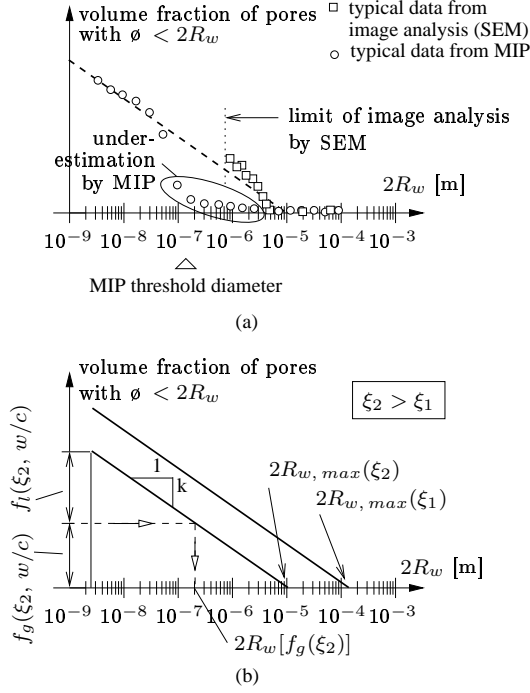 volume fraction of pores
with ø < 2R_w
□ typical data from
image analysis (SEM)
○ typical data from MIP
limit of image analysis
by SEM
under-
estimation
by MIP
2R_w [m]
10^-9 10^-8 10^-7 10^-6 10^-5 10^-4 10^-3
MIP threshold diameter
(a)
volume fraction of pores
with ø < 2R_w
ξ_2 > ξ_1
1
k
2R_{w, max}(ξ_2)
2R_{w, max}(ξ_1)
f_l(ξ_2, w/c)
f_g(ξ_2, w/c)
2R_w [m]
10^-9 10^-8 10^-7 10^-6 10^-5 10^-4 10^-3
2R_w[f_g(ξ_2)]
(b)